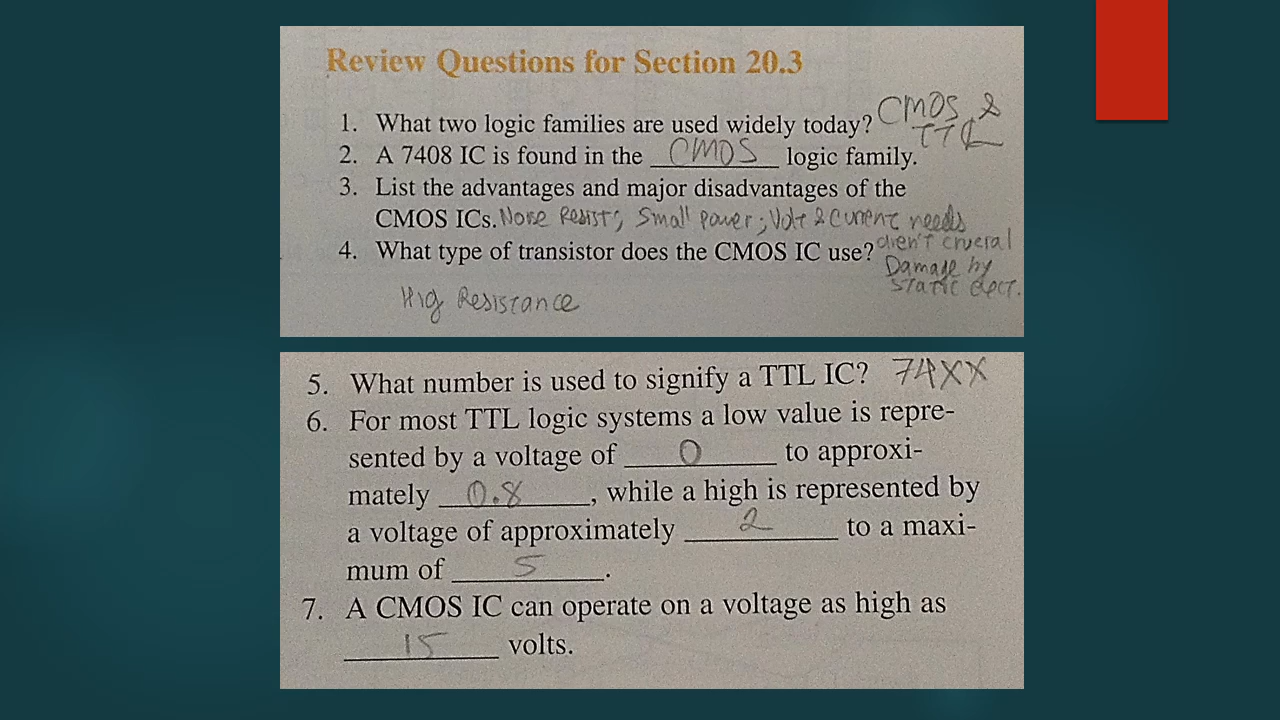 Review Questions for Section 20.3
1. What two logic families are used widely today? CMOS &
TTL
2. A 7408 IC is found in the CMOS logic family.
3. List the advantages and major disadvantages of the
CMOS ICs. Noise Resist; Small power; Volt & current needs
aren't crucial
4. What type of transistor does the CMOS IC use?
Damage by
static elect.
Hig Resistance
5. What number is used to signify a TTL IC? 74XX
6. For most TTL logic systems a low value is repre-
sented by a voltage of 0 to approxi-
mately 0.8, while a high is represented by
a voltage of approximately 2 to a maxi-
mum of 5.
7. A CMOS IC can operate on a voltage as high as
15 volts.